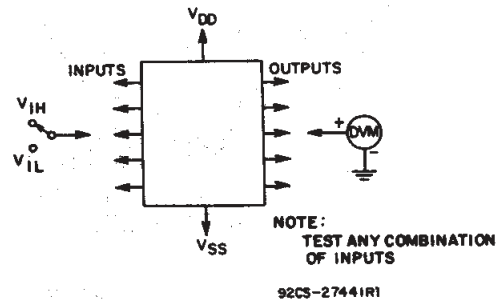 VDD
INPUTS
OUTPUTS
VIH
VIL
+
DVM
-
VSS
NOTE:
TEST ANY COMBINATION
OF INPUTS
92CS-27441R1